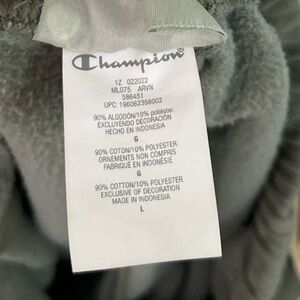 Champion
1Z 022022
ML075 ARVN
586451
UPC: 196062358002
90% ALGODÓN/10% poliéster.
EXCLUYENDO DECORACIÓN
HECHO EN INDONESIA
G
90% COTON/10% POLYESTER
ORNEMENTS NON COMPRIS
FABRIQUÉ EN INDONÉSIE
G
90% COTTON/10% POLYESTER
EXCLUSIVE OF DECORATION
MADE IN INDONESIA
L